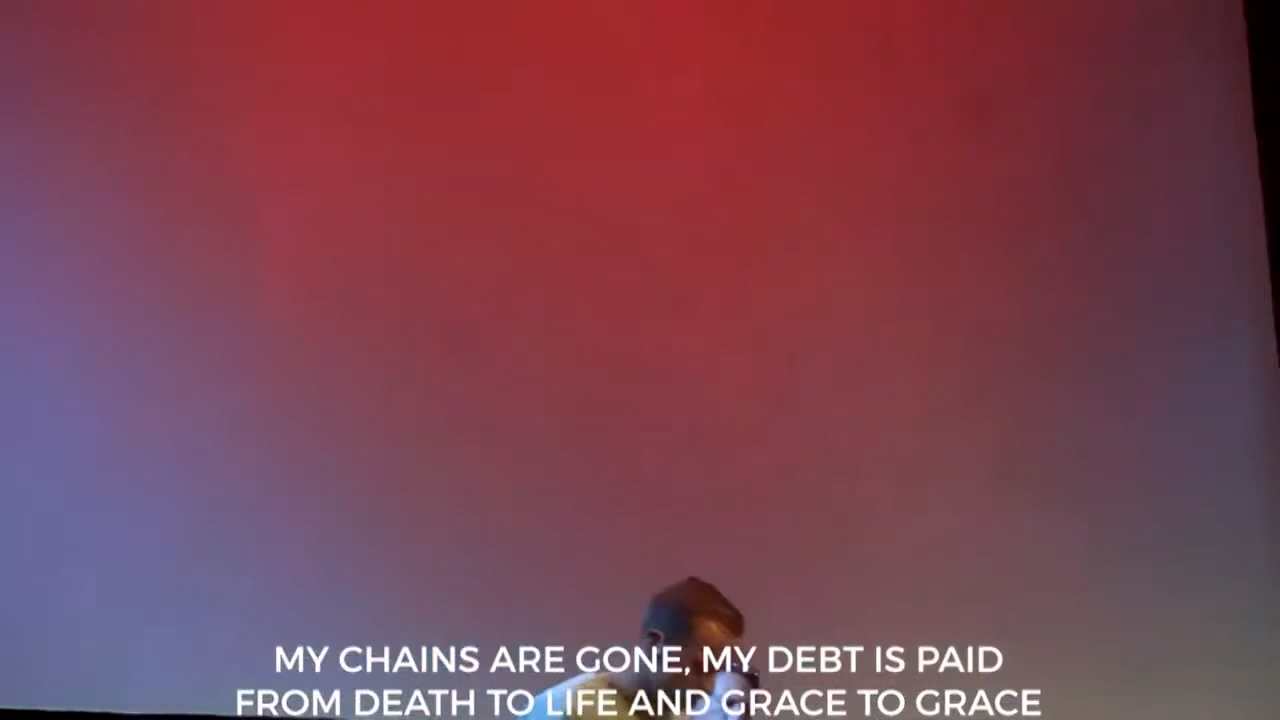 MY CHAINS ARE GONE, MY DEBT IS PAID
FROM DEATH TO LIFE AND GRACE TO GRACE